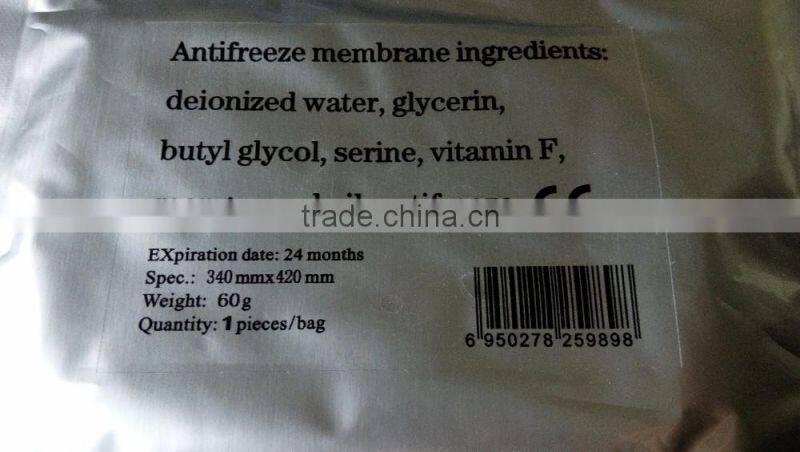 Antifreeze membrane ingredients:
deionized water, glycerin,
butyl glycol, serine, vitamin F,
CE
trade.china.cn
EXpiration date: 24 months
Spec.: 340 mmx420 mm
Weight: 60g
Quantity: 1 pieces/bag
6 950278 259898